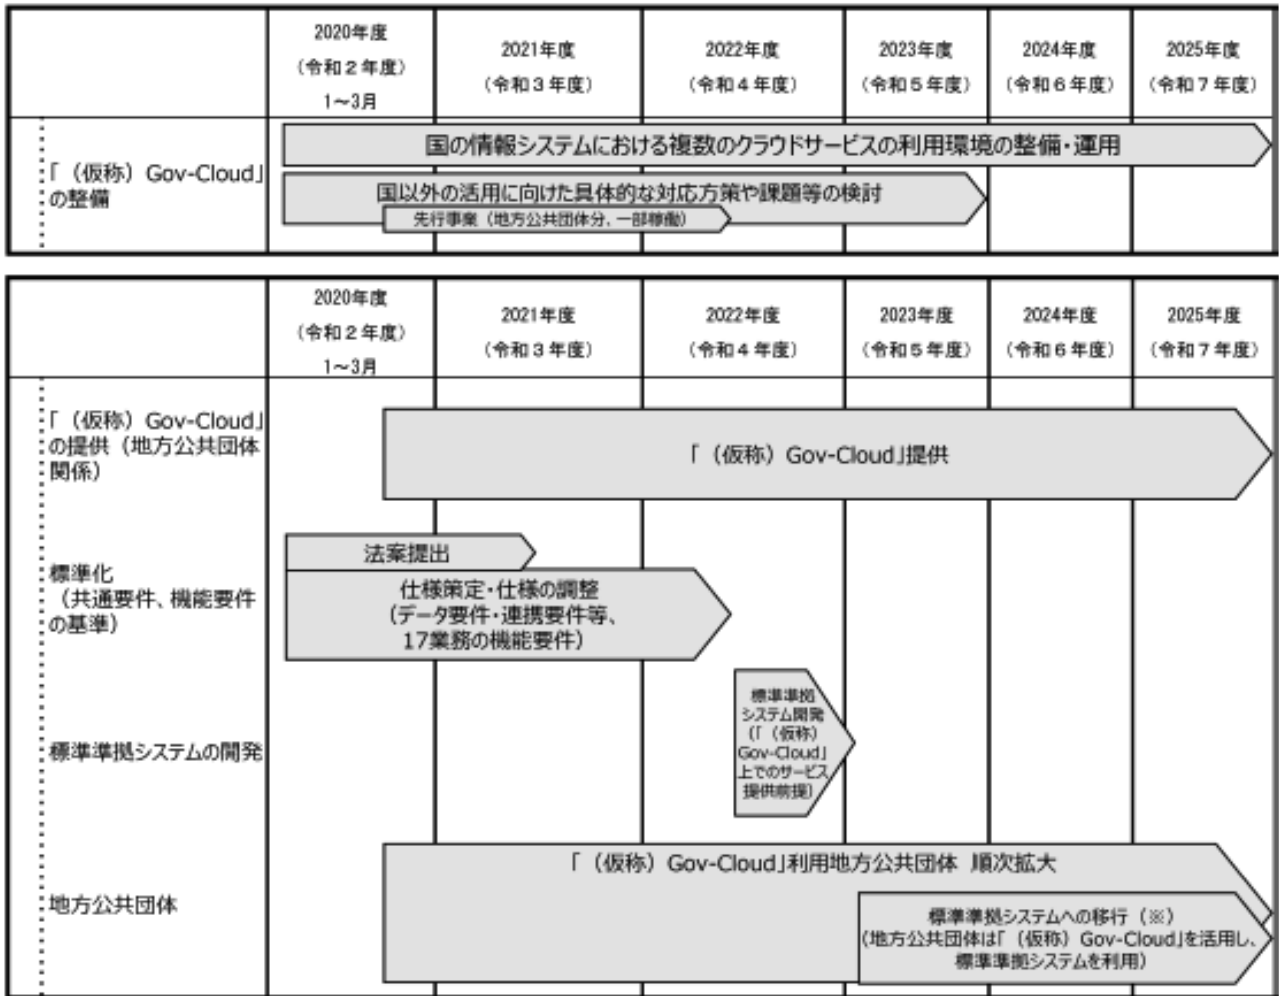 2020年度
(令和2年度)
1～3月
2021年度
(令和3年度)
2022年度
(令和4年度)
2023年度
(令和5年度)
2024年度
(令和6年度)
2025年度
(令和7年度)
「(仮称) Gov-Cloud」
の整備
国の情報システムにおける複数のクラウドサービスの利用環境の整備・運用
国以外の活用に向けた具体的な対応方策や課題等の検討
先行事業(地方公共団体分、一部稼働)
2020年度
(令和2年度)
1～3月
2021年度
(令和3年度)
2022年度
(令和4年度)
2023年度
(令和5年度)
2024年度
(令和6年度)
2025年度
(令和7年度)
「(仮称) Gov-Cloud」
の提供(地方公共団体
関係)
「(仮称) Gov-Cloud」提供
標準化
(共通要件、機能要件
の基準)
法案提出
仕様策定・仕様の調整
(データ要件・連携要件等、
17業務の機能要件)
標準準拠システムの開発
標準準拠
システム開発
(「(仮称)
Gov-Cloud」
上でのサービス
提供前提)
地方公共団体
「(仮称) Gov-Cloud」利用地方公共団体 順次拡大
標準準拠システムへの移行(※)
(地方公共団体は「(仮称) Gov-Cloud」を活用し、
標準準拠システムを利用)